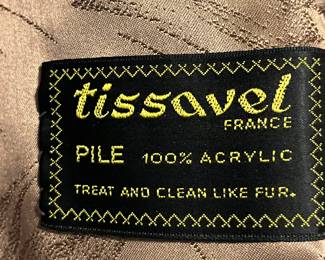 tissavel
FRANCE
PILE 100% ACRYLIC
TREAT AND CLEAN LIKE FUR.